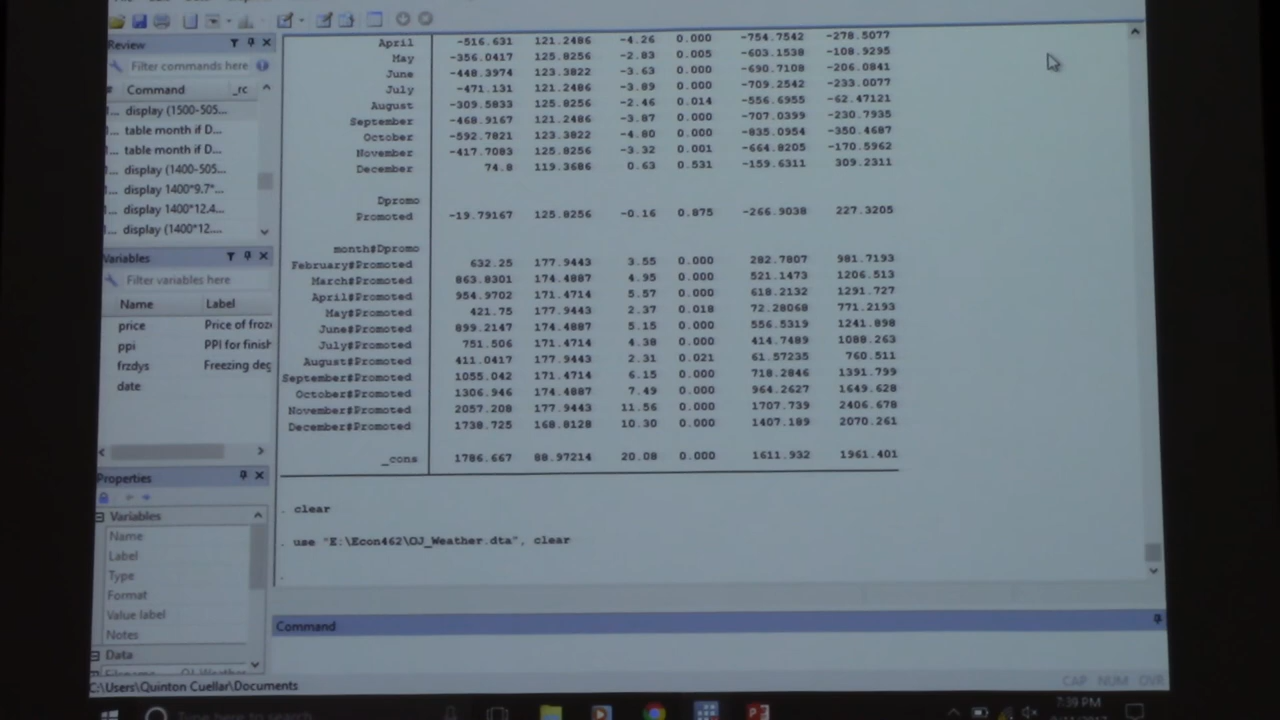 Review
Filter commands here
Command _rc
display (1500-505...
table month if D...
table month if D...
display (1400-505...
display 1400*9.7*...
display 1400*12.4...
display (1400*12....
Variables
Filter variables here
Name Label
price Price of froz
ppi PPI for finish
frzdys Freezing deg
date
Properties
Variables
Name
Label
Type
Format
Value label
Notes
Data
April -516.631 121.2486 -4.26 0.000 -754.7542 -278.5077
May -356.0417 125.8256 -2.83 0.005 -603.1538 -108.9295
June -448.3974 123.3822 -3.63 0.000 -690.7108 -206.0841
July -471.131 121.2486 -3.89 0.000 -709.2542 -233.0077
August -309.5833 125.8256 -2.46 0.014 -556.6955 -62.47121
September -468.9167 121.2486 -3.87 0.000 -707.0399 -230.7935
October -592.7821 123.3822 -4.80 0.000 -835.0954 -350.4687
November -417.7083 125.8256 -3.32 0.001 -664.8205 -170.5962
December 74.8 119.3686 0.63 0.531 -159.6311 309.2311
Dpromo
Promoted -19.79167 125.8256 -0.16 0.875 -266.9038 227.3205
month#Dpromo
February#Promoted 632.25 177.9443 3.55 0.000 282.7807 981.7193
March#Promoted 863.8301 174.4887 4.95 0.000 521.1473 1206.513
April#Promoted 954.9702 171.4714 5.57 0.000 618.2132 1291.727
May#Promoted 421.75 177.9443 2.37 0.018 72.28068 771.2193
June#Promoted 899.2147 174.4887 5.15 0.000 556.5319 1241.898
July#Promoted 751.506 171.4714 4.38 0.000 414.7489 1088.263
August#Promoted 411.0417 177.9443 2.31 0.021 61.57235 760.511
September#Promoted 1055.042 171.4714 6.15 0.000 718.2846 1391.799
October#Promoted 1306.946 174.4887 7.49 0.000 964.2627 1649.628
November#Promoted 2057.208 177.9443 11.56 0.000 1707.739 2406.678
December#Promoted 1738.725 168.8128 10.30 0.000 1407.189 2070.261
_cons 1786.667 88.97214 20.08 0.000 1611.932 1961.401
. clear
. use "E:\Econ462\OJ_Weather.dta", clear
.
Command
C:\Users\Quinton Cuellar\Documents
CAP NUM OVR
Type here to search
7:39 PM